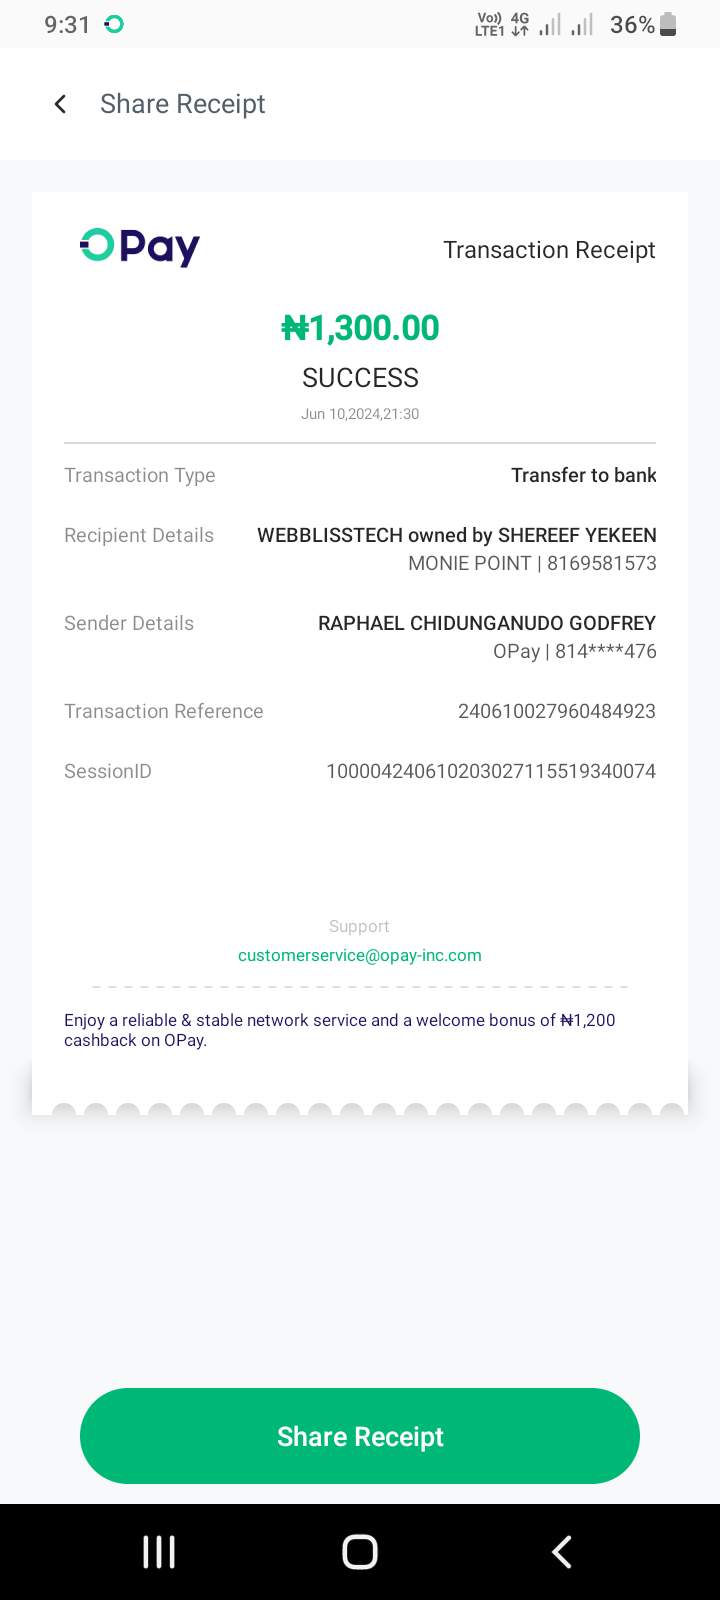 9:31 Vo)) LTE1 4G 36%
Share Receipt
OPay
Transaction Receipt
₦1,300.00
SUCCESS
Jun 10,2024,21:30
Transaction Type Transfer to bank
Recipient Details WEBBLISSTECH owned by SHEREEF YEKEEN
MONIE POINT | 8169581573
Sender Details RAPHAEL CHIDUNGANUDO GODFREY
OPay | 814****476
Transaction Reference 240610027960484923
SessionID 100004240610203027115519340074
Support
customerservice@opay-inc.com
Enjoy a reliable & stable network service and a welcome bonus of ₦1,200
cashback on OPay.
Share Receipt